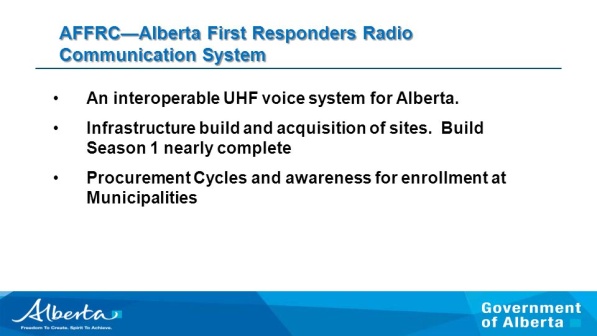 AFFRC—Alberta First Responders Radio
Communication System
• An interoperable UHF voice system for Alberta.
• Infrastructure build and acquisition of sites. Build
Season 1 nearly complete
• Procurement Cycles and awareness for enrollment at
Municipalities
Alberta
Freedom To Create. Spirit To Achieve.
Government
of Alberta